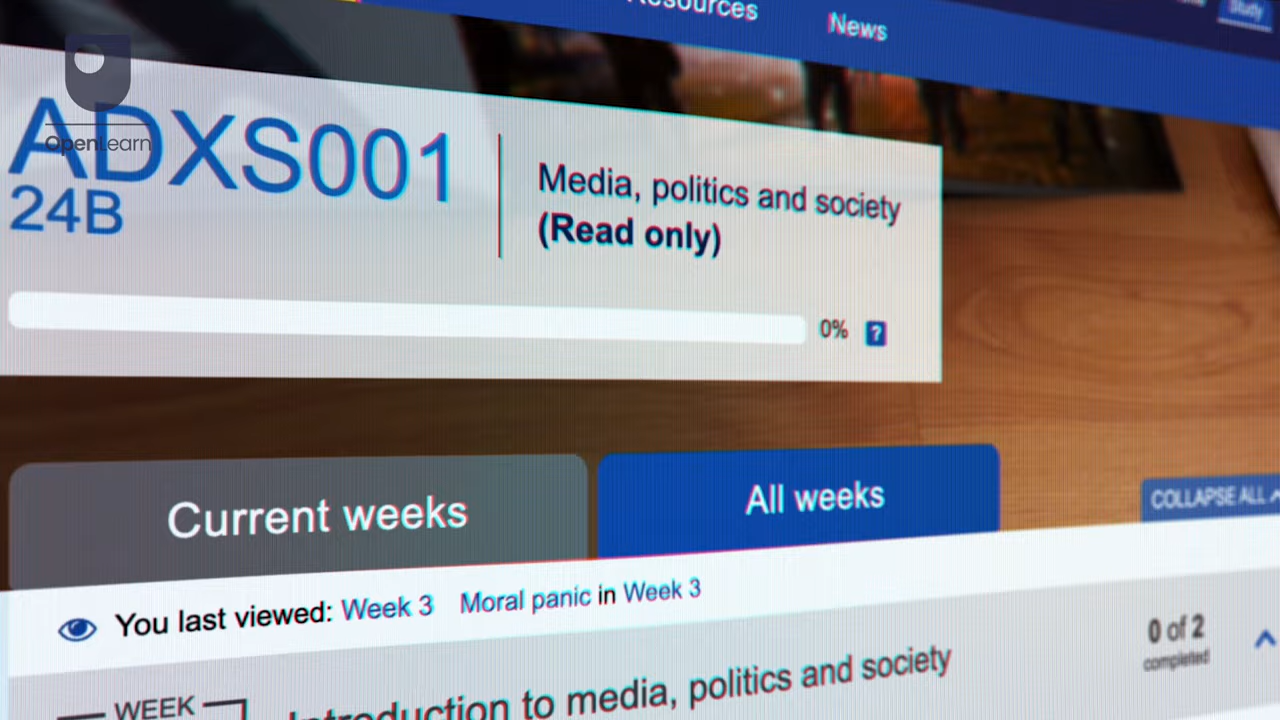 Resources
News
Study
OpenLearn
ADXS001
24B
Media, politics and society
(Read only)
0% ?
Current weeks
All weeks
COLLAPSE ALL
You last viewed: Week 3 Moral panic in Week 3
0 of 2
completed
WEEK
Introduction to media, politics and society